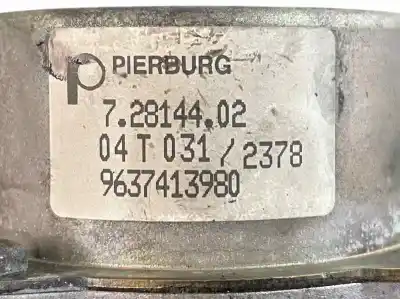 PIERBURG
7.28144.02
04 T 031 / 2378
9637413980